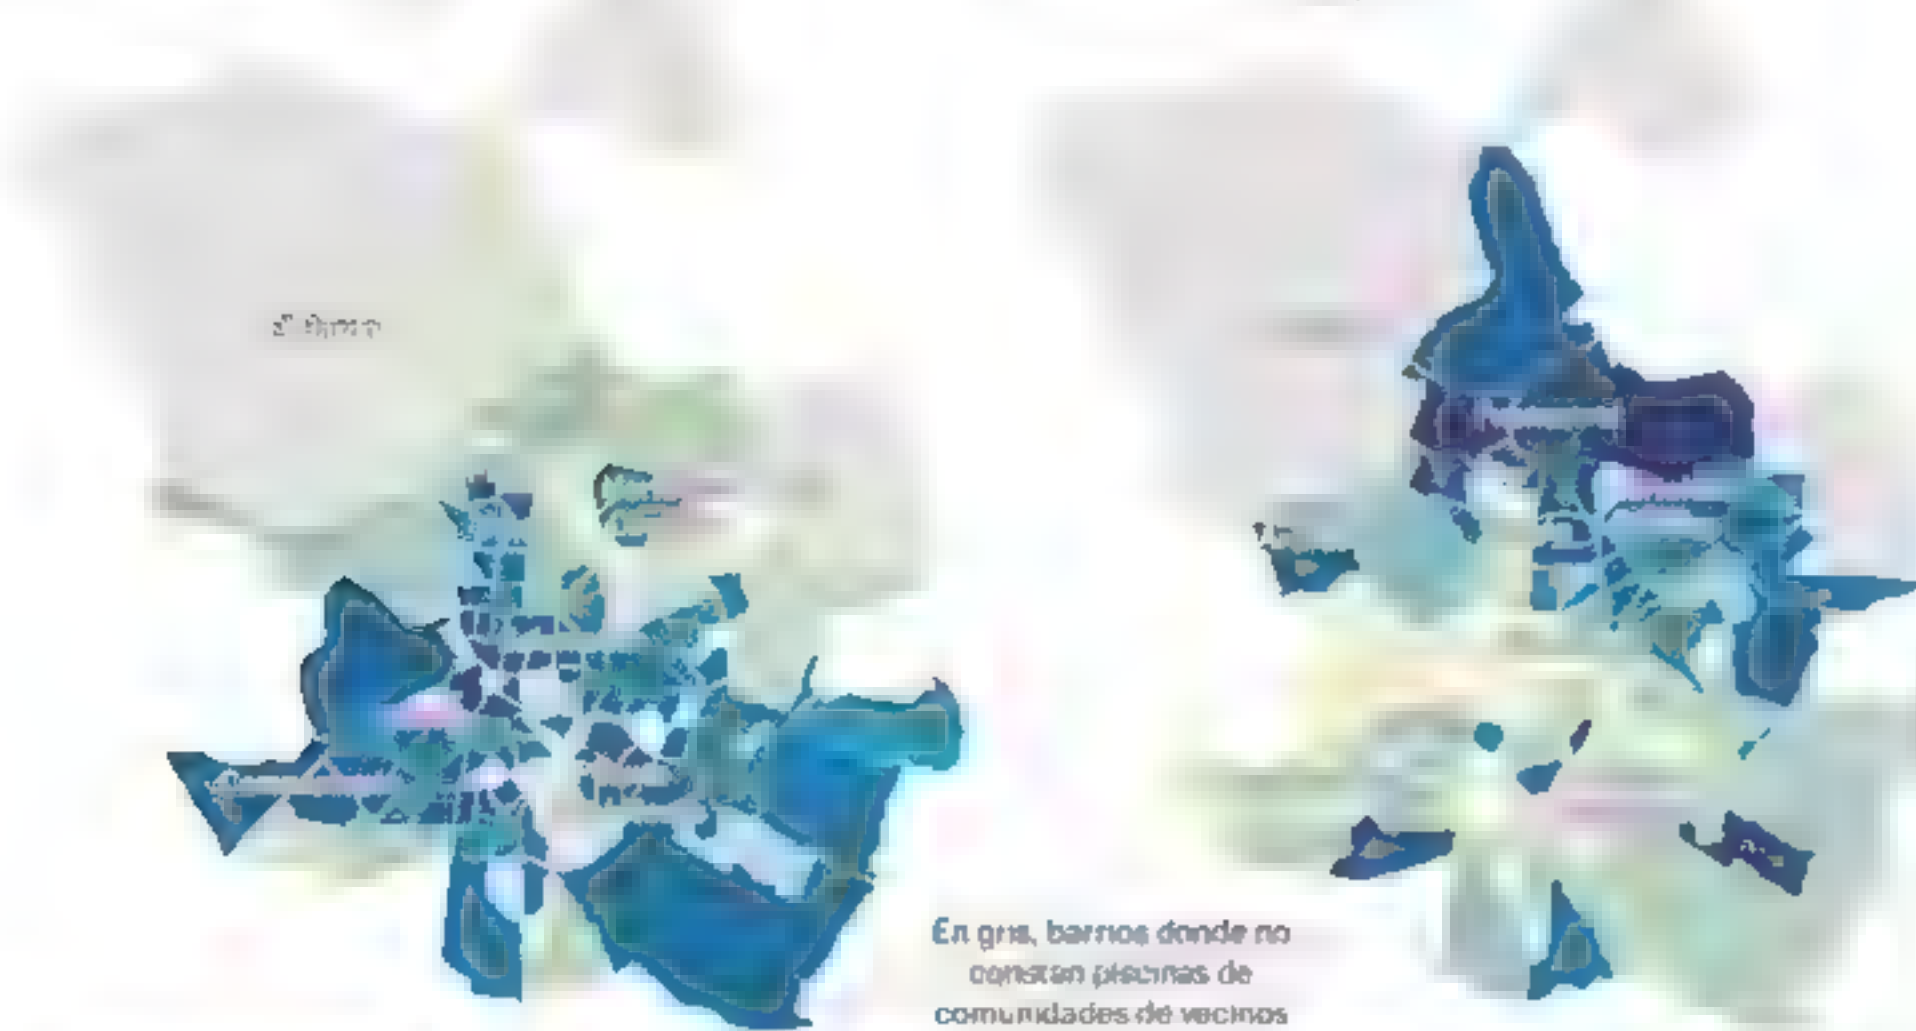 En gris, barrios donde no
constan piscinas de
comunidades de vecinos